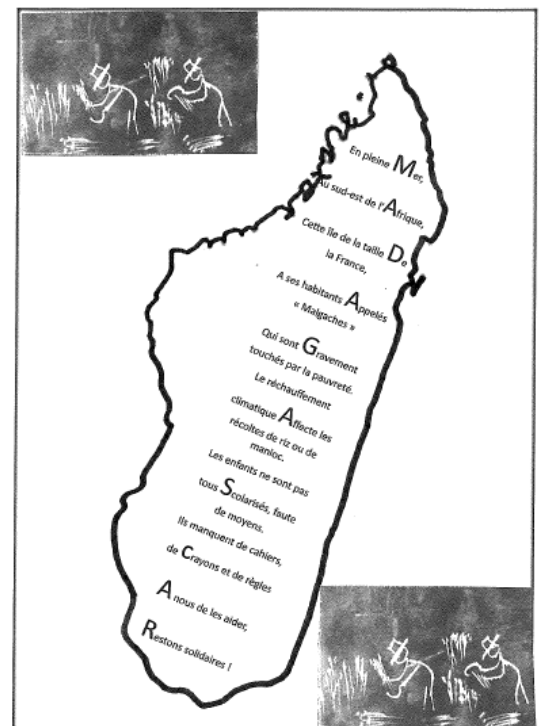 En pleine Mer,
Au sud-est de l'Afrique,
Cette île de la taille De
la France,
A ses habitants Appelés
« Malgaches »
Qui sont Gravement
touchés par la pauvreté.
Le réchauffement
climatique Affecte les
récoltes de riz ou de
manioc.
Les enfants ne sont pas
tous Scolarisés, faute
de moyens.
Ils manquent de cahiers,
de Crayons et de règles
A nous de les aider,
Restons solidaires !